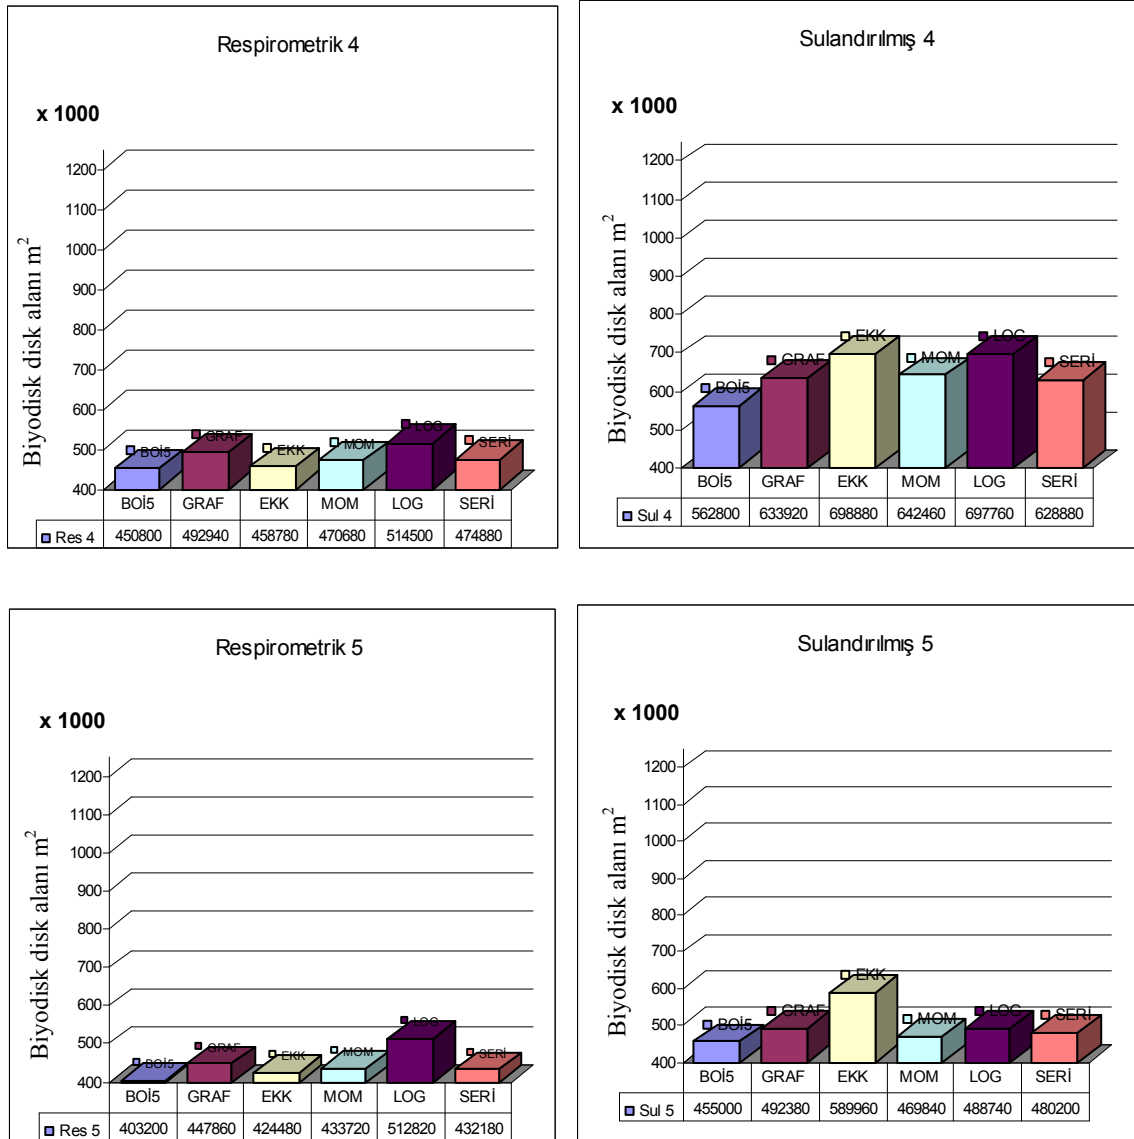 Respirometrik 4
x 1000
Biyodisk disk alanı m²
1200
1100
1000
900
800
700
600
500
400
BOİ5 GRAF EKK MOM LOG SERİ
BOİ5 GRAF EKK MOM LOG SERİ
Res 4 450800 492940 458780 470680 514500 474880
Sulandırılmış 4
x 1000
Biyodisk disk alanı m²
1200
1100
1000
900
800
700
600
500
400
BOİ5 GRAF EKK MOM LOG SERİ
BOİ5 GRAF EKK MOM LOG SERİ
Sul 4 562800 633920 698880 642460 697760 628880
Respirometrik 5
x 1000
Biyodisk disk alanı m²
1200
1100
1000
900
800
700
600
500
400
BOİ5 GRAF EKK MOM LOG SERİ
BOİ5 GRAF EKK MOM LOG SERİ
Res 5 403200 447860 424480 433720 512820 432180
Sulandırılmış 5
x 1000
Biyodisk disk alanı m²
1200
1100
1000
900
800
700
600
500
400
BOİ5 GRAF EKK MOM LOG SERİ
BOİ5 GRAF EKK MOM LOG SERİ
Sul 5 455000 492380 589960 469840 488740 480200